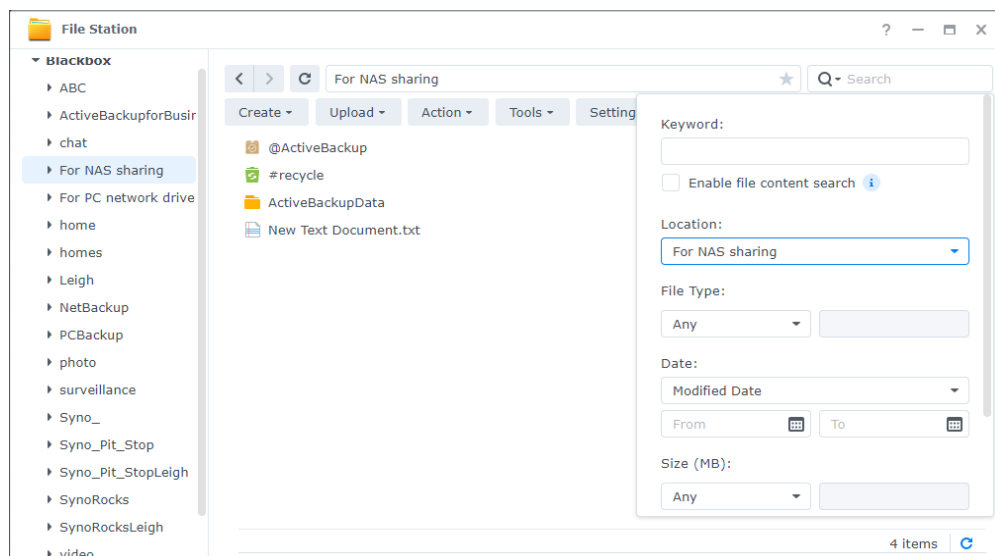 File Station
?
Blackbox
ABC
ActiveBackupforBusir
chat
For NAS sharing
For PC network drive
home
homes
Leigh
NetBackup
PCBackup
photo
surveillance
Syno_
Syno_Pit_Stop
Syno_Pit_StopLeigh
SynoRocks
SynoRocksLeigh
video
For NAS sharing
Search
Create
Upload
Action
Tools
Setting
@ActiveBackup
#recycle
ActiveBackupData
New Text Document.txt
Keyword:
Enable file content search
Location:
For NAS sharing
File Type:
Any
Date:
Modified Date
From
To
Size (MB):
Any
4 items